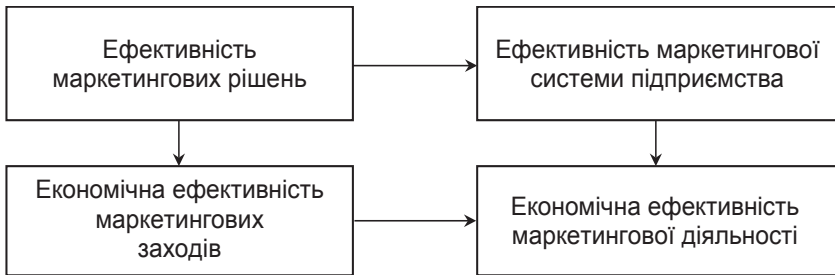 Ефективність
маркетингових рішень
Ефективність маркетингової
системи підприємства
Економічна ефективність
маркетингових
заходів
Економічна ефективність
маркетингової діяльності